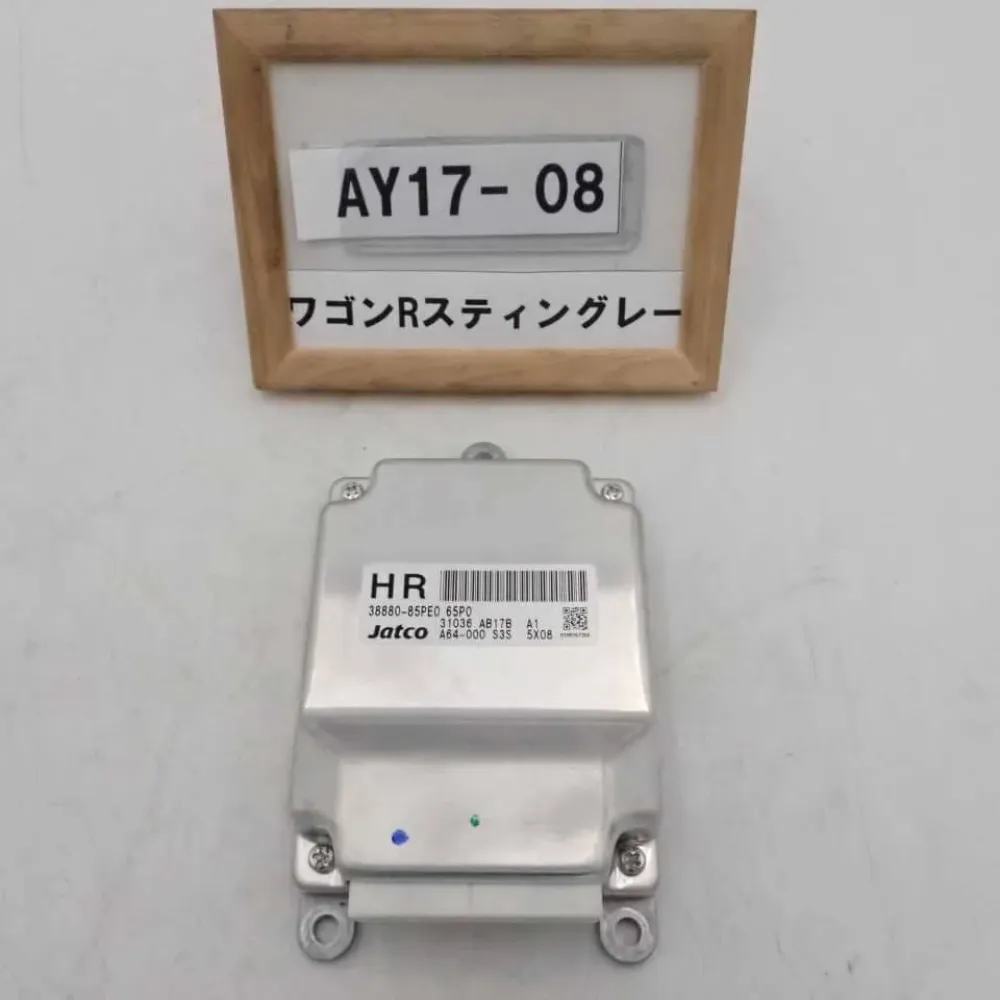 AY17- 08
ワゴンRスティングレー
HR
38880-85PE0 65P0
31036 AB17B A1
Jatco A64-000 S3S 5X08